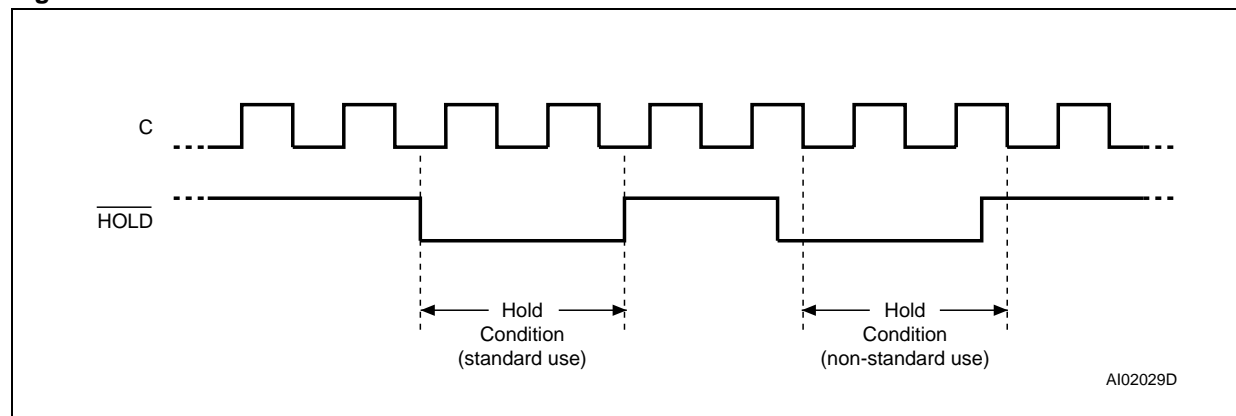 C
HOLD
Hold
Condition
(standard use)
Hold
Condition
(non-standard use)
AI02029D